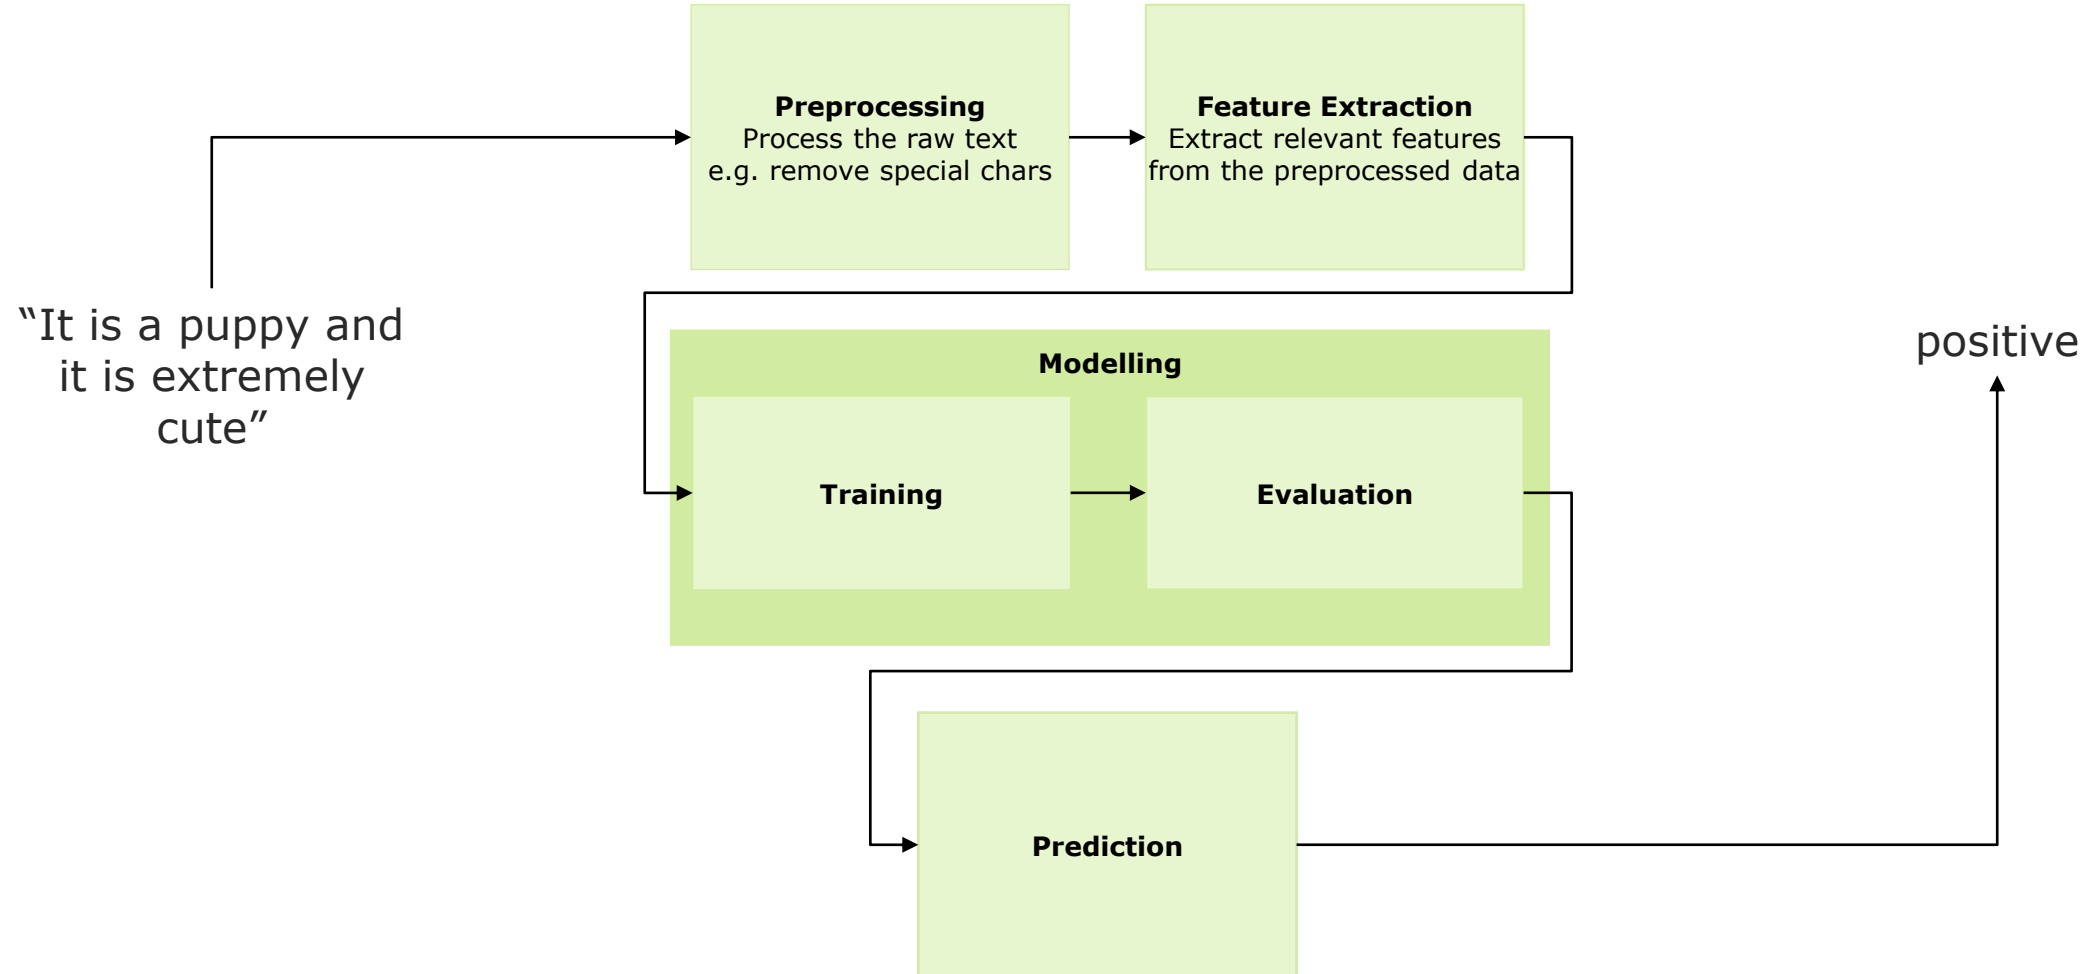 Preprocessing
Process the raw text
e.g. remove special chars
Feature Extraction
Extract relevant features
from the preprocessed data
“It is a puppy and
it is extremely
cute”
Modelling
Training
Evaluation
positive
Prediction